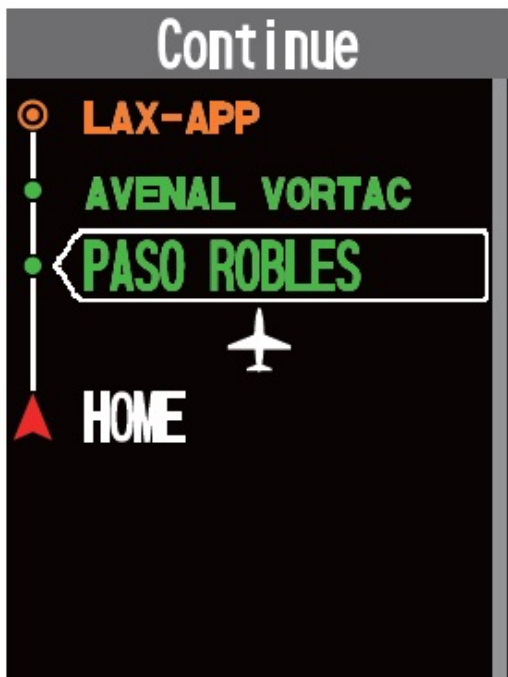 Continue
LAX-APP
AVENAL VORTAC
PASO ROBLES
HOME